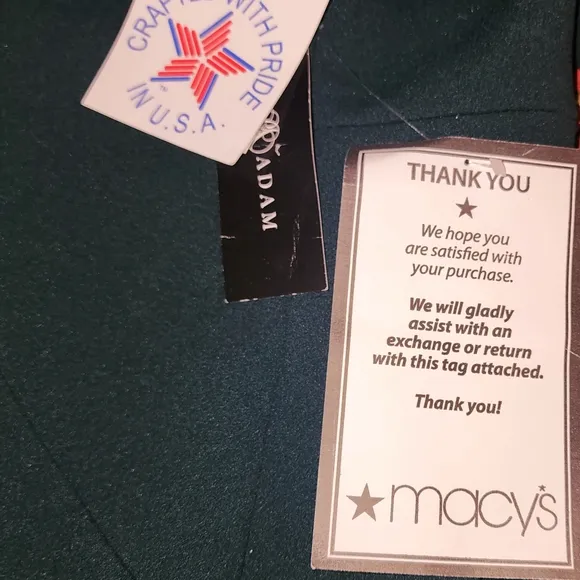 CRAFTED WITH PRIDE
IN U.S.A.
ADAM
THANK YOU
We hope you
are satisfied with
your purchase.
We will gladly
assist with an
exchange or return
with this tag attached.
Thank you!
macy's